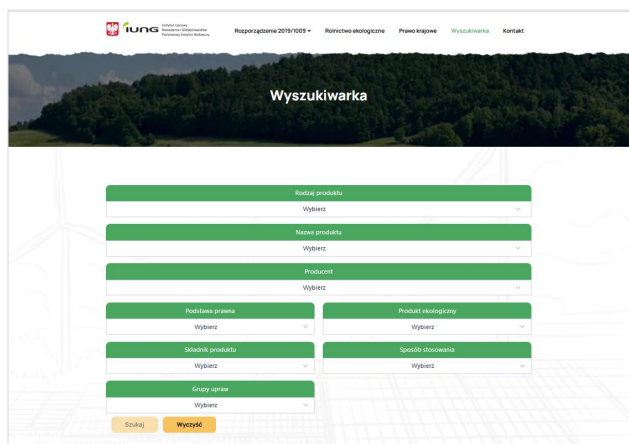 IUNG
Instytut Uprawy
Nawożenia i Gleboznawstwa
Państwowy Instytut Badawczy
Rozporządzenie 2019/1009 Rolnictwo ekologiczne Prawo krajowe Wyszukiwarka Kontakt
Wyszukiwarka
Rodzaj produktu
Wybierz
Nazwa produktu
Wybierz
Producent
Wybierz
Podstawa prawna Produkt ekologiczny
Wybierz Wybierz
Składnik produktu Sposób stosowania
Wybierz Wybierz
Grupy upraw
Wybierz
Szukaj Wyczyść